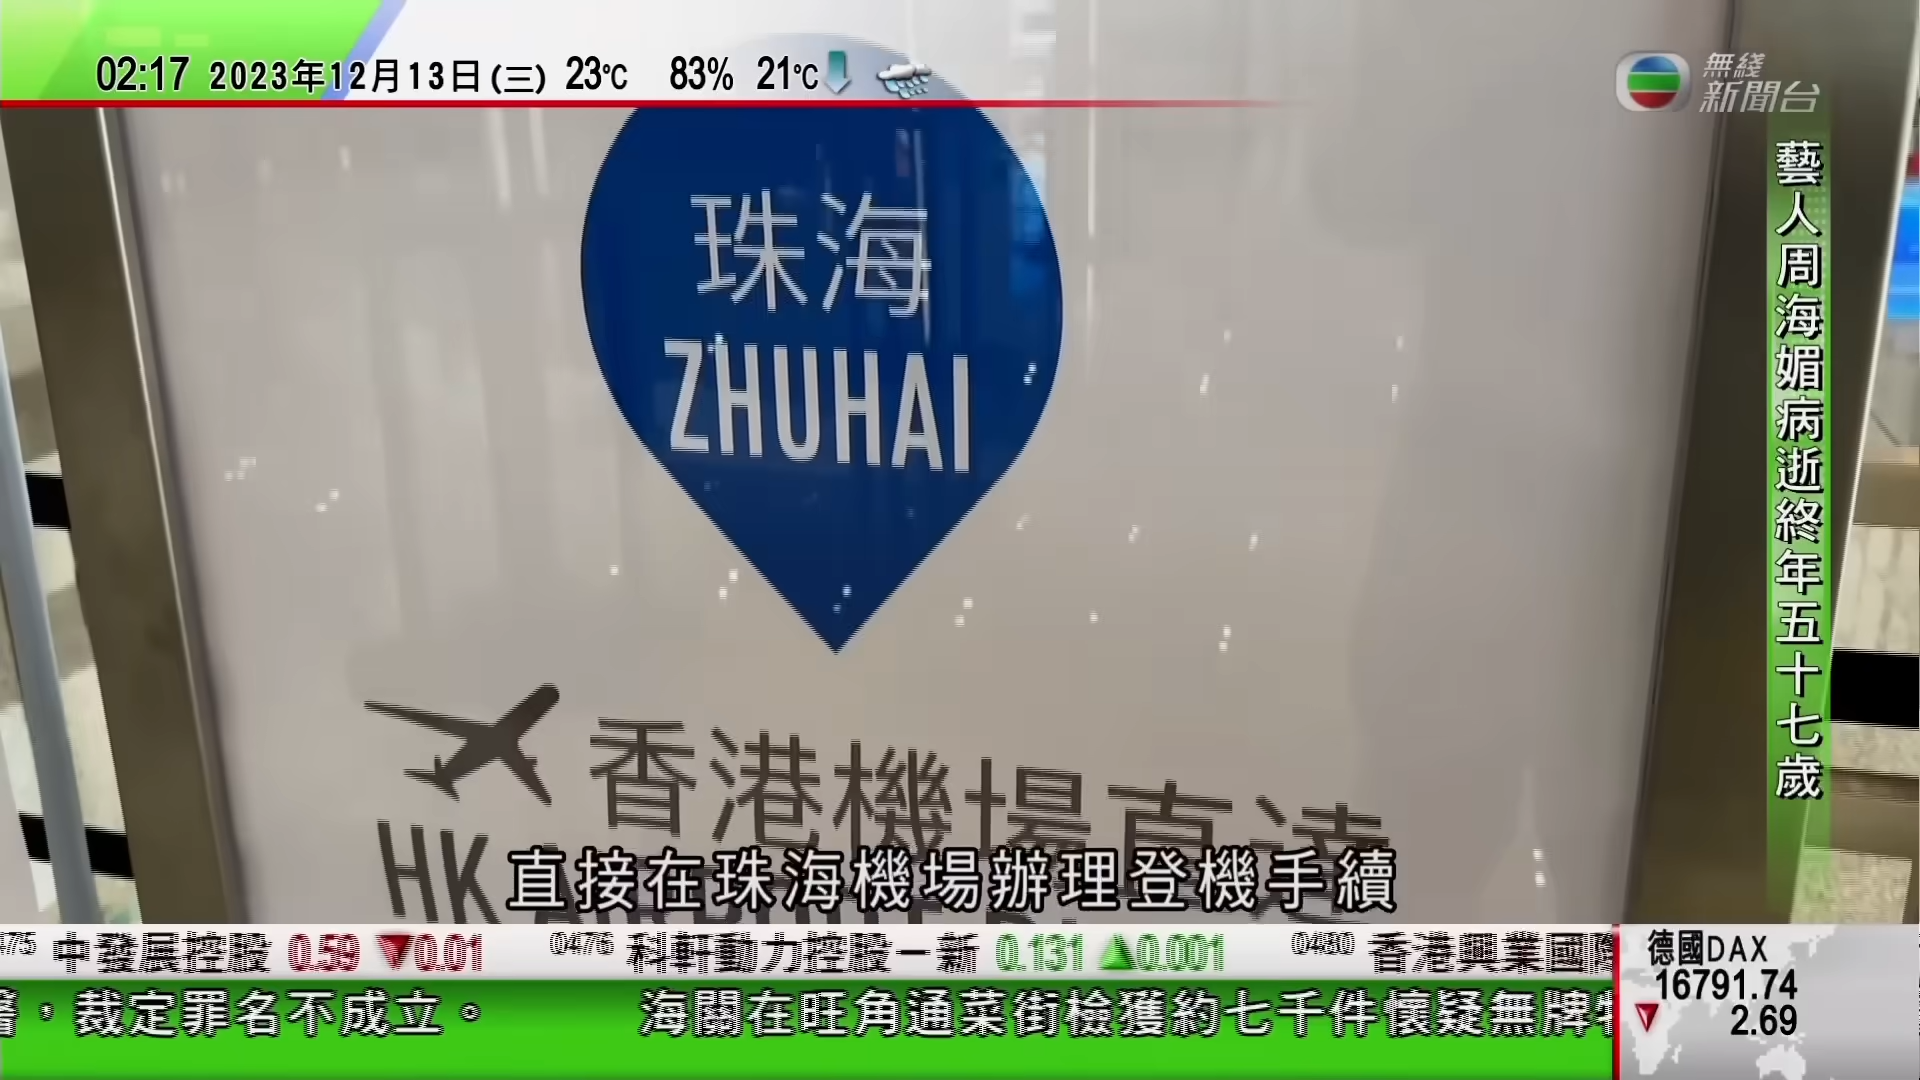 02:17 2023年12月13日(三) 23℃ 83% 21℃
無綫
新聞台
藝人周海媚病逝終年五十七歲
珠海
ZHUHAI
香港機場直達
HK
直接在珠海機場辦理登機手續
475 中發展控股 0.59 ▼0.01 0476 科軒動力控股一新 0.131 ▲0.001 0480 香港興業國際
德國DAX
16791.74
▼ 2.69
，裁定罪名不成立。 海關在旺角通菜街檢獲約七千件懷疑無牌